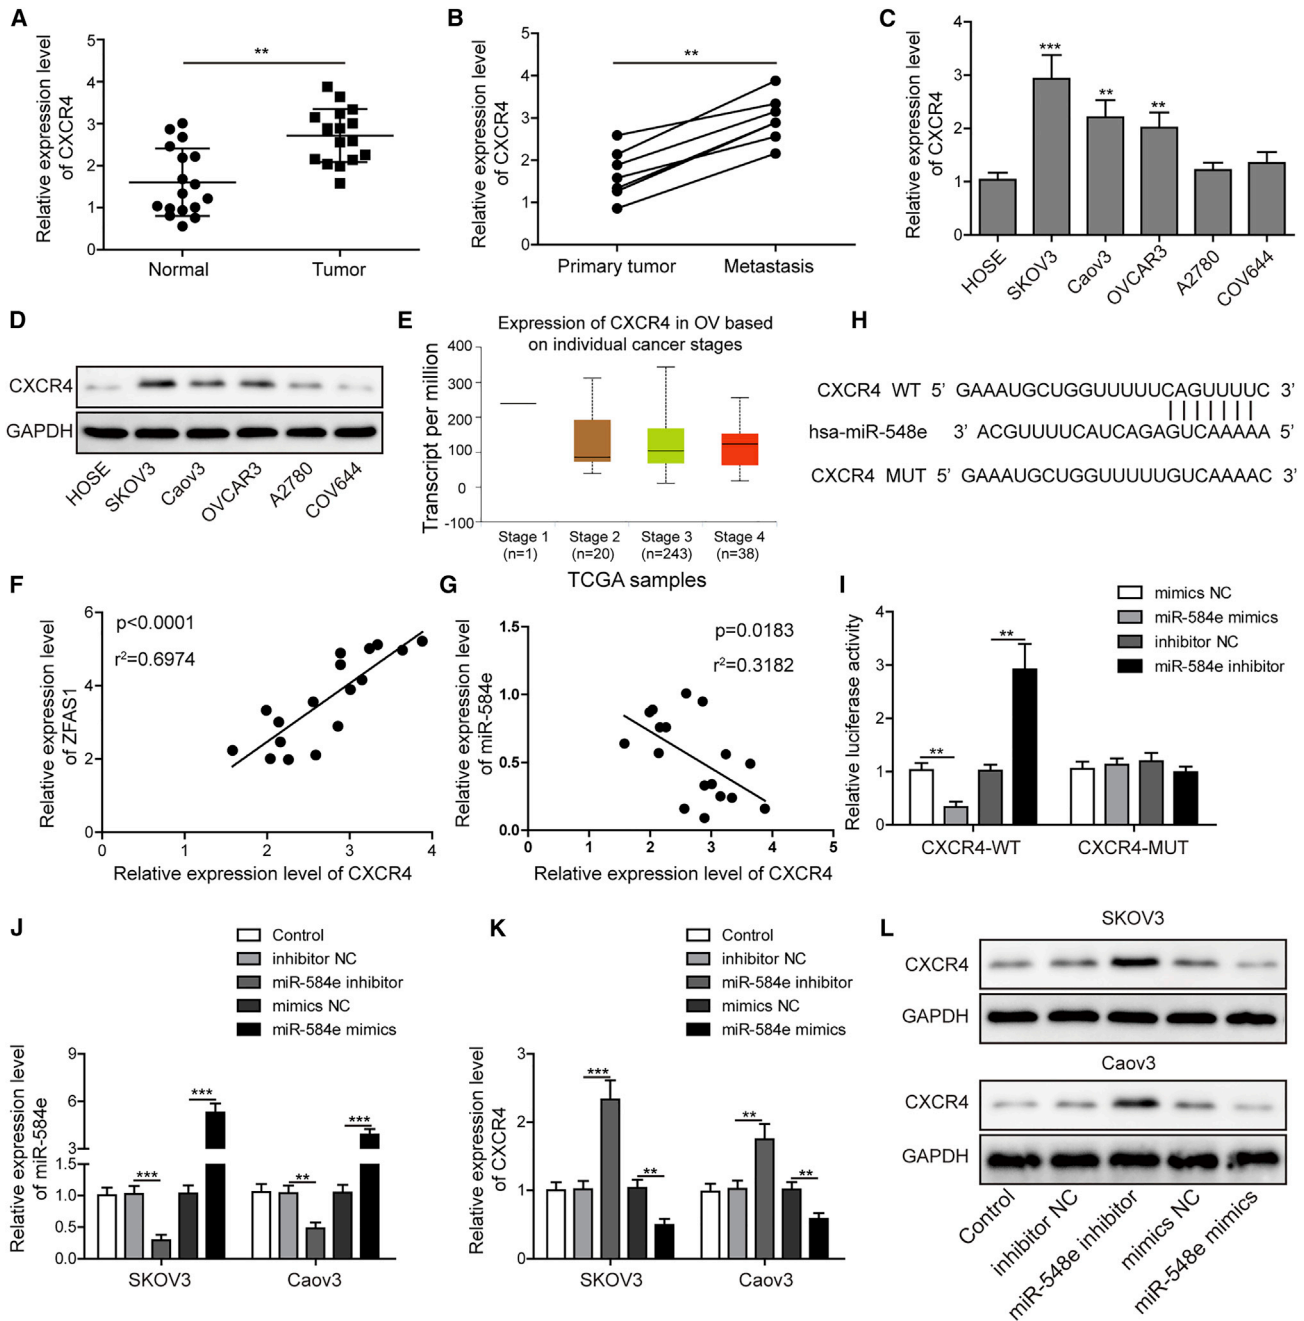 A
Relative expression level
of CXCR4
5
4
3
2
1
0
**
Normal
Tumor
B
Relative expression level
of CXCR4
5
4
3
2
1
0
**
Primary tumor
Metastasis
C
Relative expression level
of CXCR4
4
3
2
1
0
***
**
**
HOSE
SKOV3
Caov3
OVCAR3
A2780
COV644
D
CXCR4
GAPDH
HOSE
SKOV3
Caov3
OVCAR3
A2780
COV644
E
Expression of CXCR4 in OV based
on individual cancer stages
Transcript per million
400
300
200
100
0
-100
Stage 1
(n=1)
Stage 2
(n=20)
Stage 3
(n=243)
Stage 4
(n=38)
TCGA samples
H
CXCR4 WT 5' GAAAUGCUGGUUUUUCAGUUUUC 3'
hsa-miR-548e 3' ACGUUUUCAUCAGAGUCAAAAA 5'
CXCR4 MUT 5' GAAAUGCUGGUUUUUGUCAAAAC 3'
F
Relative expression level
of ZFAS1
6
4
2
0
p<0.0001
r²=0.6974
0
1
2
3
4
Relative expression level of CXCR4
G
Relative expression level
of miR-584e
1.5
1.0
0.5
0.0
p=0.0183
r²=0.3182
0
1
2
3
4
5
Relative expression level of CXCR4
I
mimics NC
miR-584e mimics
inhibitor NC
miR-584e inhibitor
Relative luciferase activity
4
3
2
1
0
**
**
CXCR4-WT
CXCR4-MUT
J
Control
inhibitor NC
miR-584e inhibitor
mimics NC
miR-584e mimics
Relative expression level
of miR-584e
9
6
3
1.5
1.0
0.5
0.0
***
***
**
***
SKOV3
Caov3
K
Control
inhibitor NC
miR-584e inhibitor
mimics NC
miR-584e mimics
Relative expression level
of CXCR4
3
2
1
0
***
**
**
**
SKOV3
Caov3
L
SKOV3
CXCR4
GAPDH
Caov3
CXCR4
GAPDH
Control
inhibitor NC
miR-548e inhibitor
mimics NC
miR-548e mimics